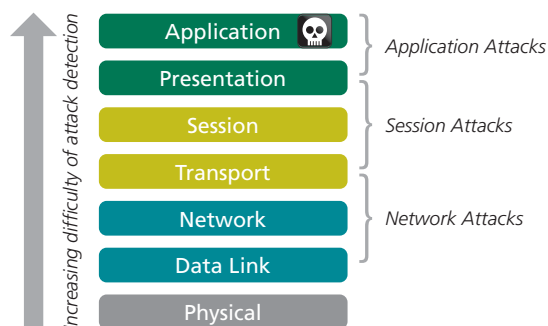 Increasing difficulty of attack detection
Application
Application Attacks
Presentation
Session
Session Attacks
Transport
Network
Network Attacks
Data Link
Physical